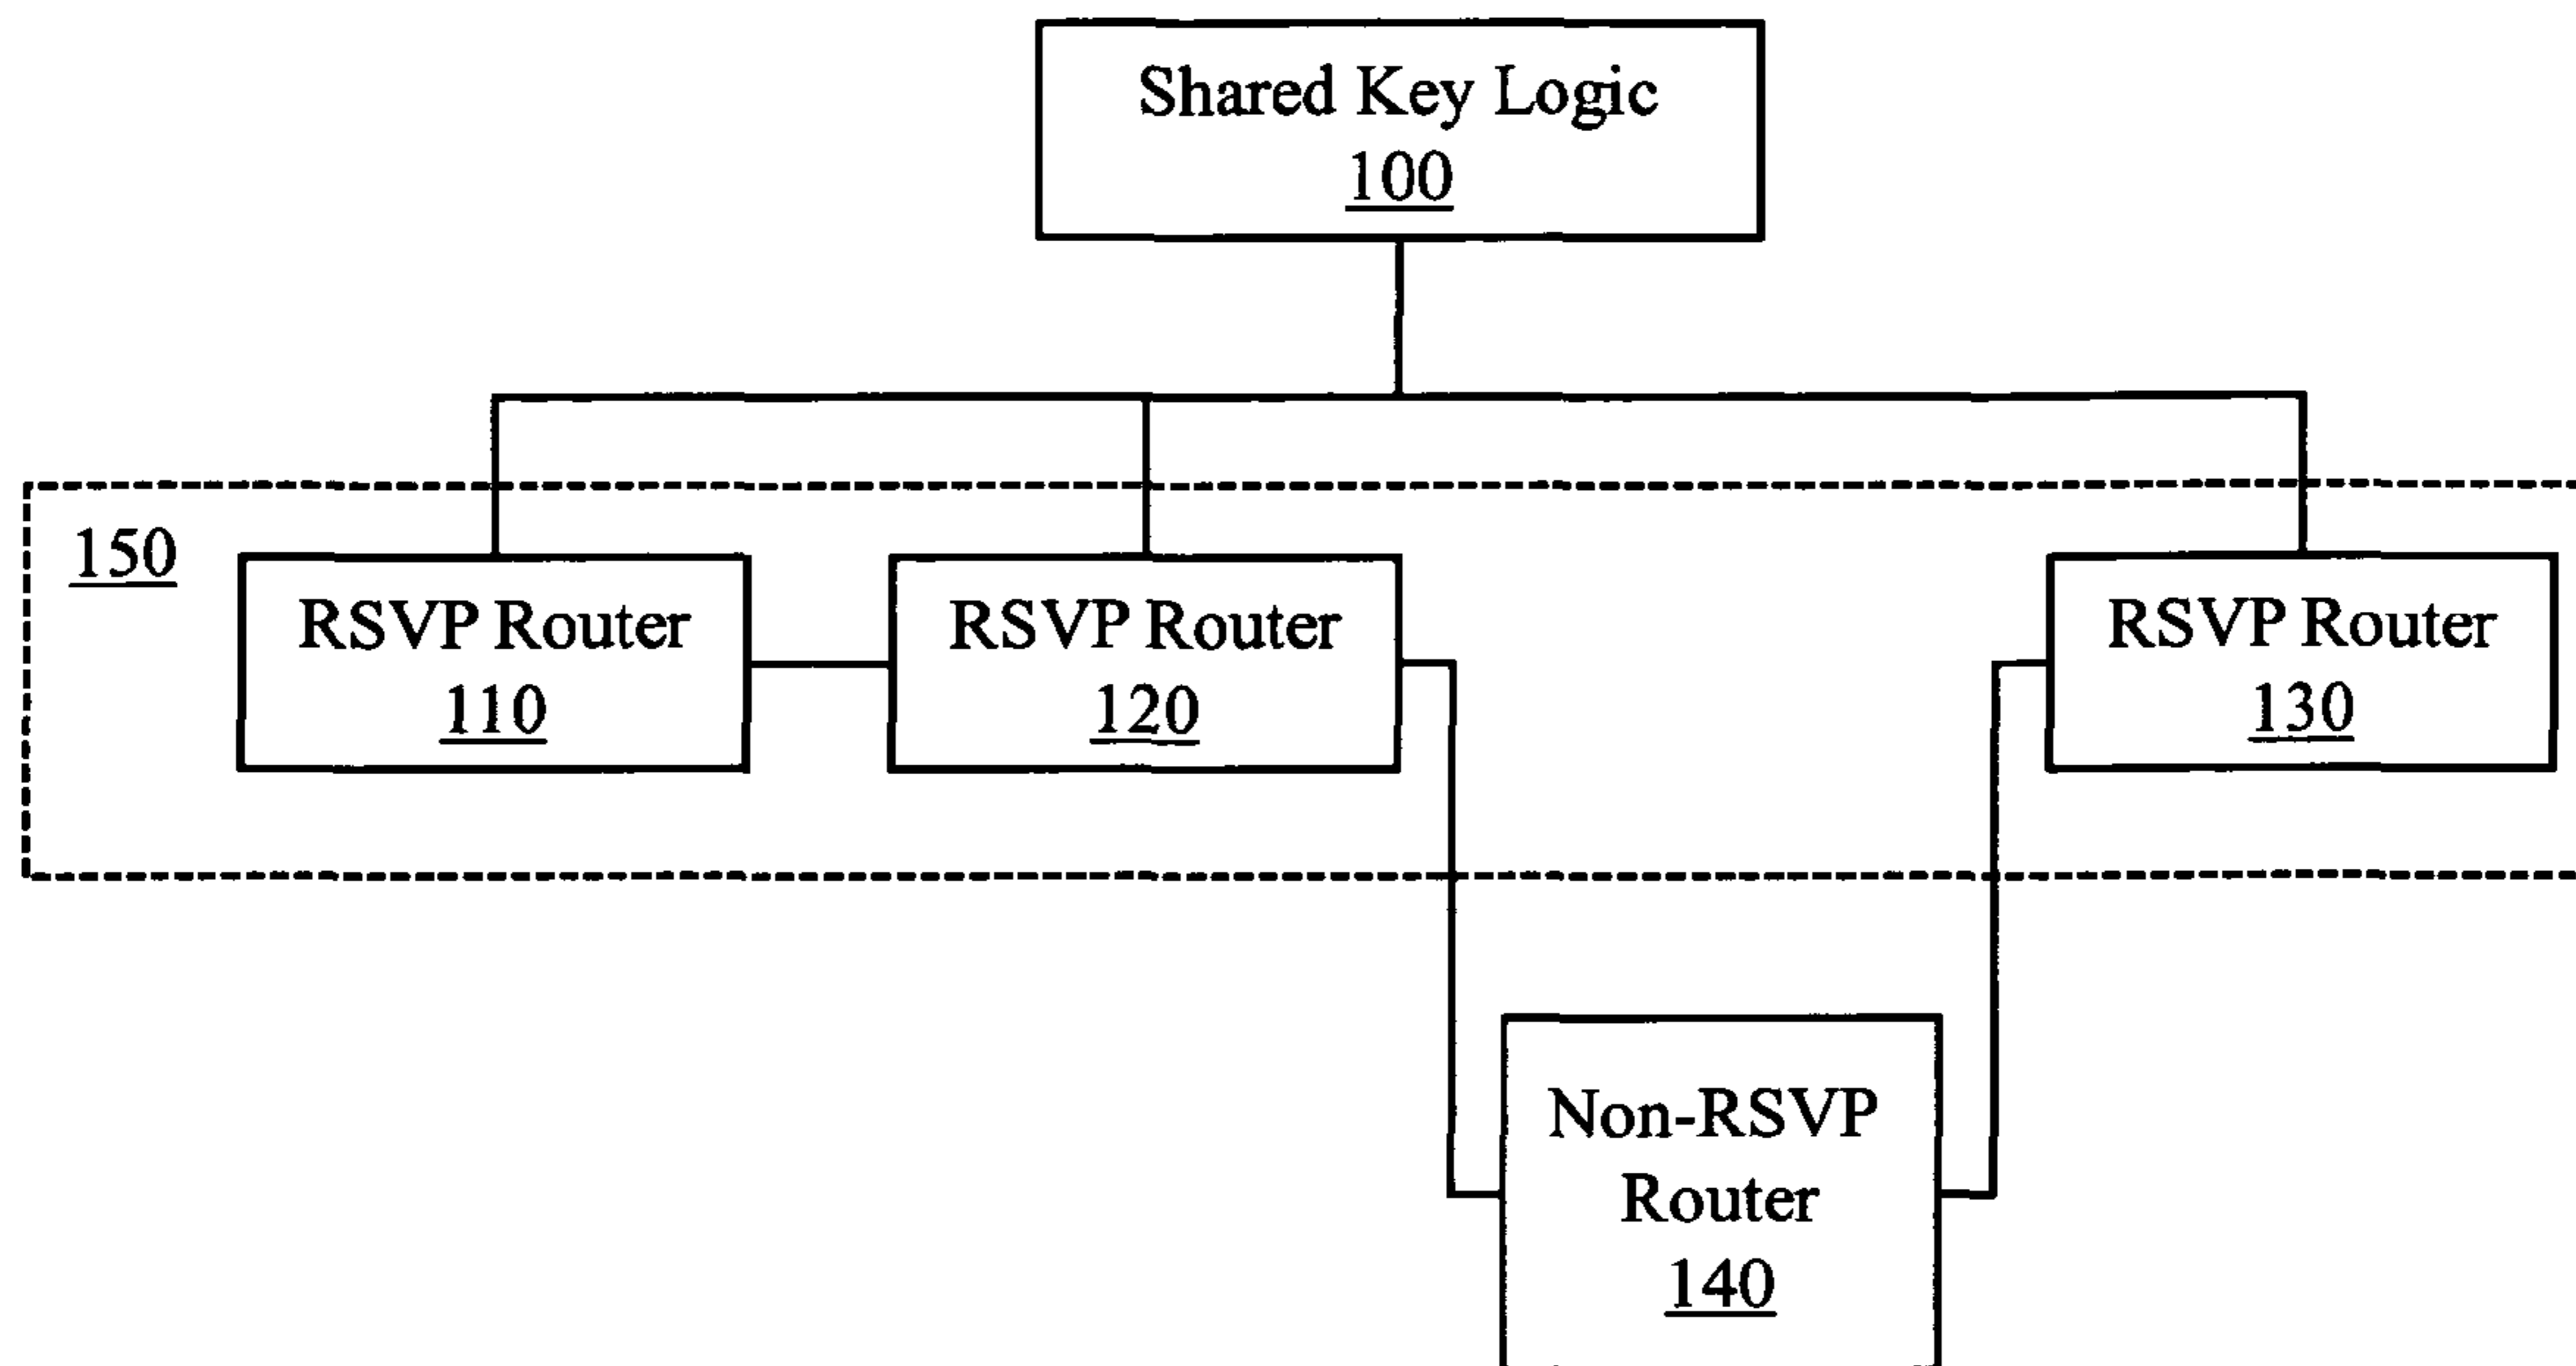 Shared Key Logic
100
150
RSVP Router
110
RSVP Router
120
RSVP Router
130
Non-RSVP
Router
140